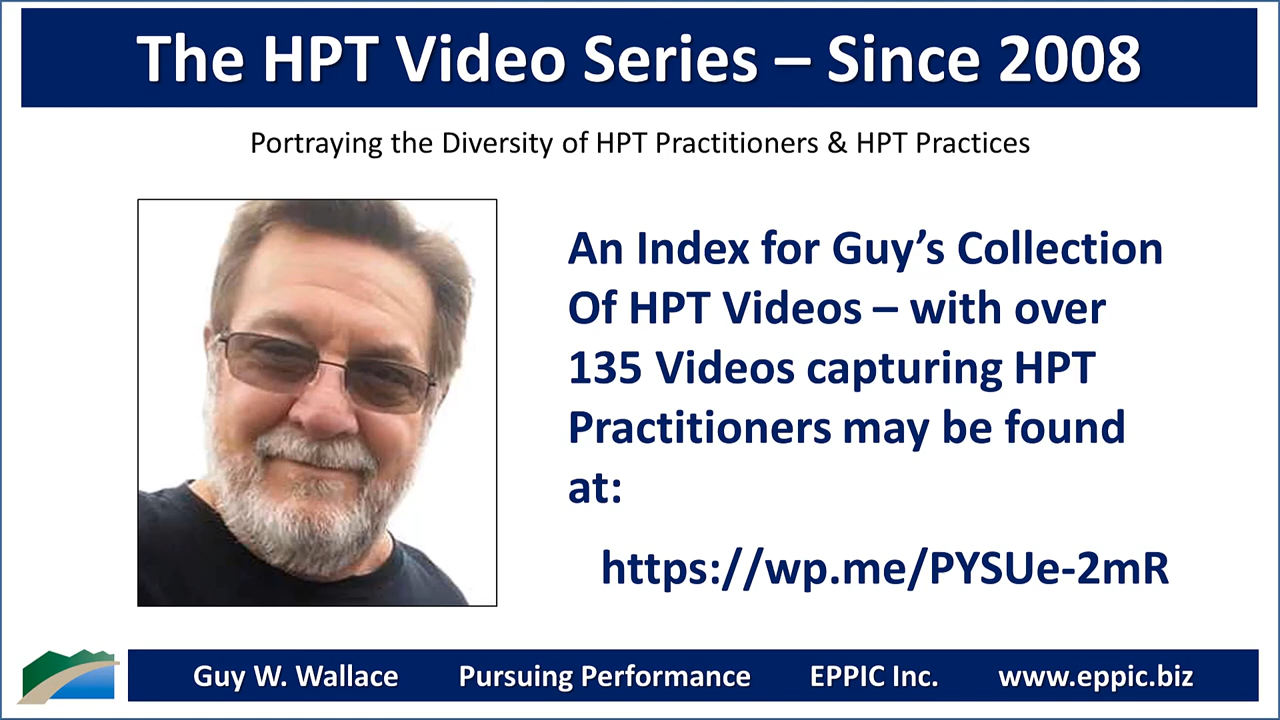 The HPT Video Series – Since 2008
Portraying the Diversity of HPT Practitioners & HPT Practices
An Index for Guy’s Collection
Of HPT Videos – with over
135 Videos capturing HPT
Practitioners may be found
at:
https://wp.me/PYSUe-2mR
Guy W. Wallace Pursuing Performance EPPIC Inc. www.eppic.biz